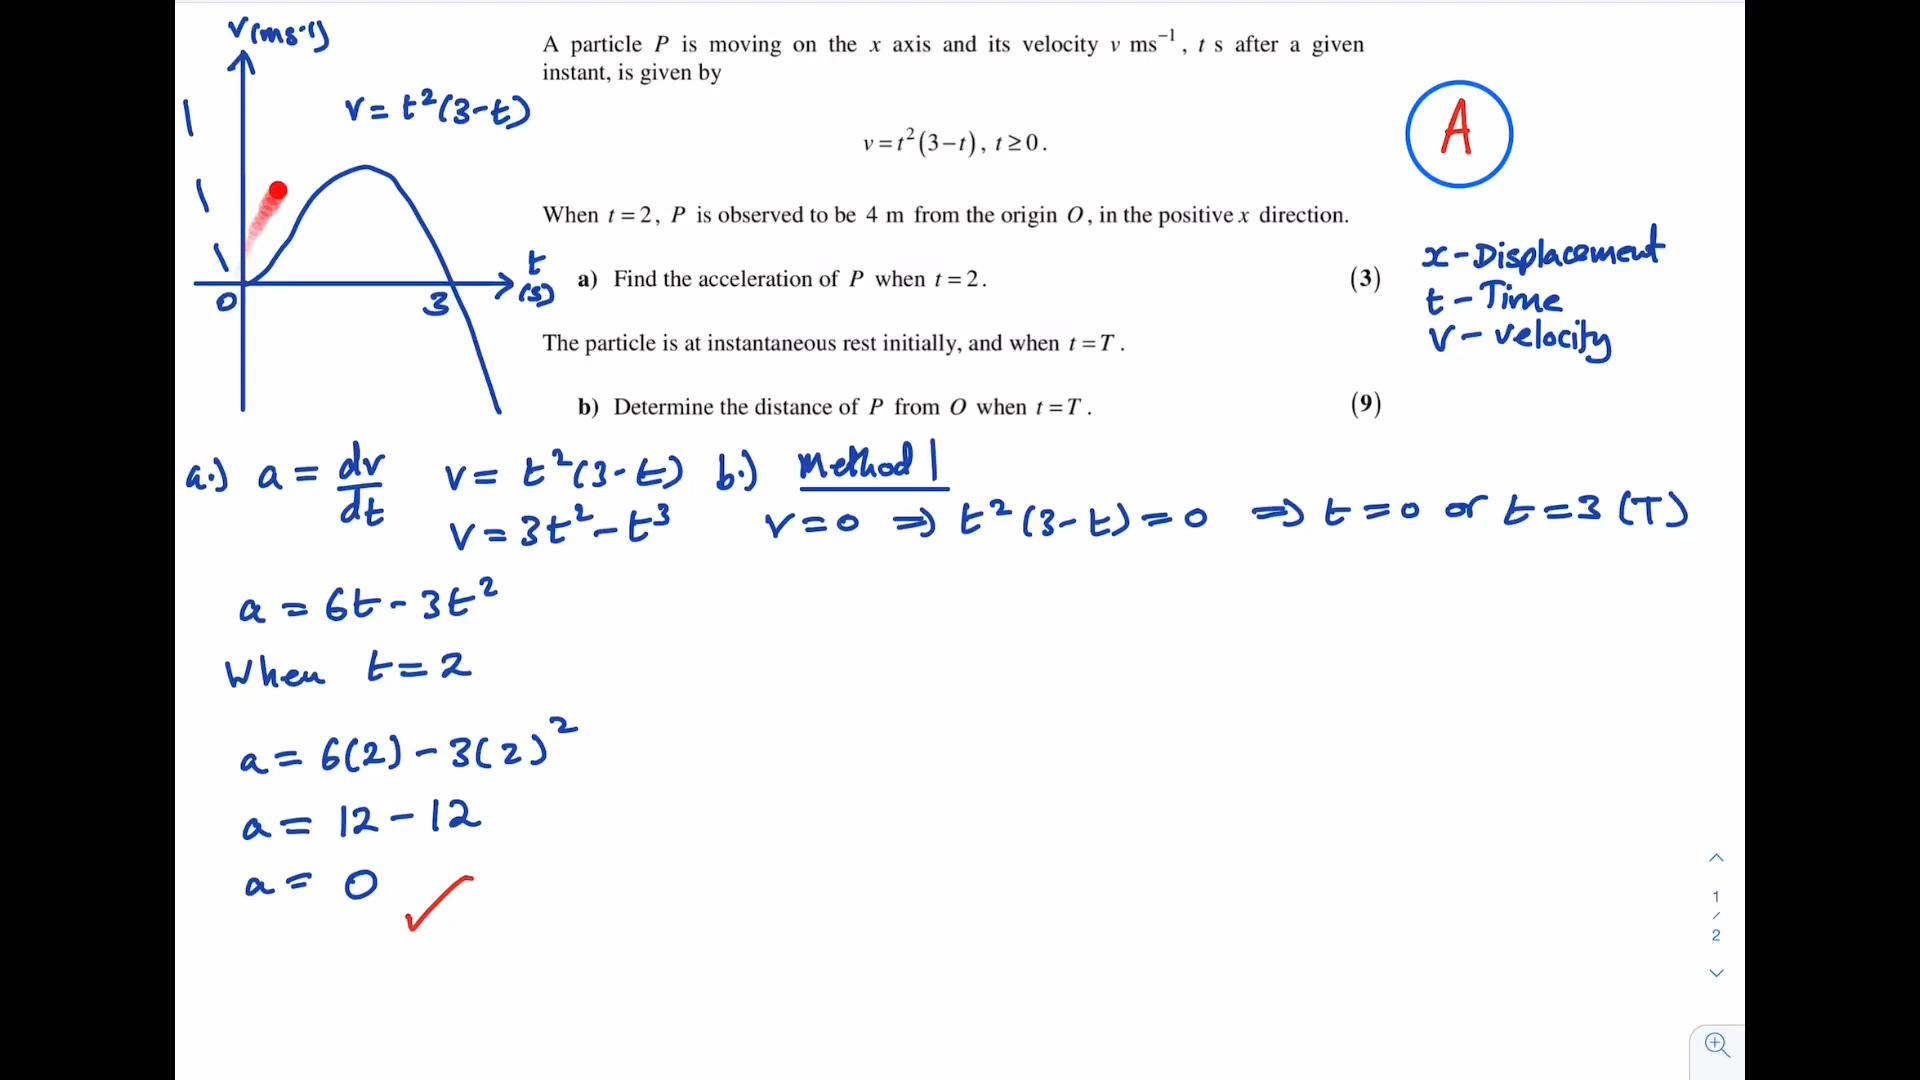 v(ms⁻¹)
v = t²(3-t)
t
(s)
0
3
A particle P is moving on the x axis and its velocity v ms⁻¹, t s after a given
instant, is given by
v = t²(3−t), t ≥ 0.
When t = 2, P is observed to be 4 m from the origin O, in the positive x direction.
a) Find the acceleration of P when t = 2. (3)
The particle is at instantaneous rest initially, and when t = T.
b) Determine the distance of P from O when t = T. (9)
A
x - Displacement
t - Time
v - velocity
a.) a = dv/dt
v = t²(3-t)
v = 3t² - t³
a = 6t - 3t²
When t = 2
a = 6(2) - 3(2)²
a = 12 - 12
a = 0 ✓
b.) Method 1
v = 0 ⇒ t²(3-t) = 0 ⇒ t = 0 or t = 3 (T)
1
/
2